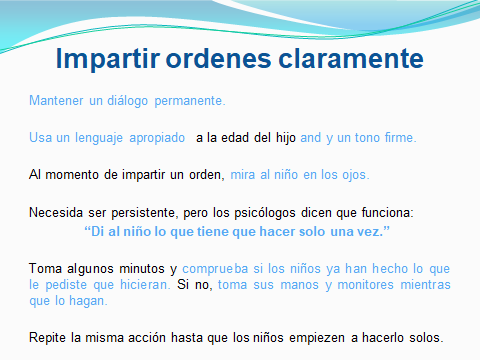 Impartir ordenes claramente
Mantener un diálogo permanente.
Usa un lenguaje apropiado a la edad del hijo and y un tono firme.
Al momento de impartir un orden, mira al niño en los ojos.
Necesida ser persistente, pero los psicólogos dicen que funciona:
“Di al niño lo que tiene que hacer solo una vez.”
Toma algunos minutos y comprueba si los niños ya han hecho lo que
le pediste que hicieran. Si no, toma sus manos y monitores mientras
que lo hagan.
Repite la misma acción hasta que los niños empiezen a hacerlo solos.